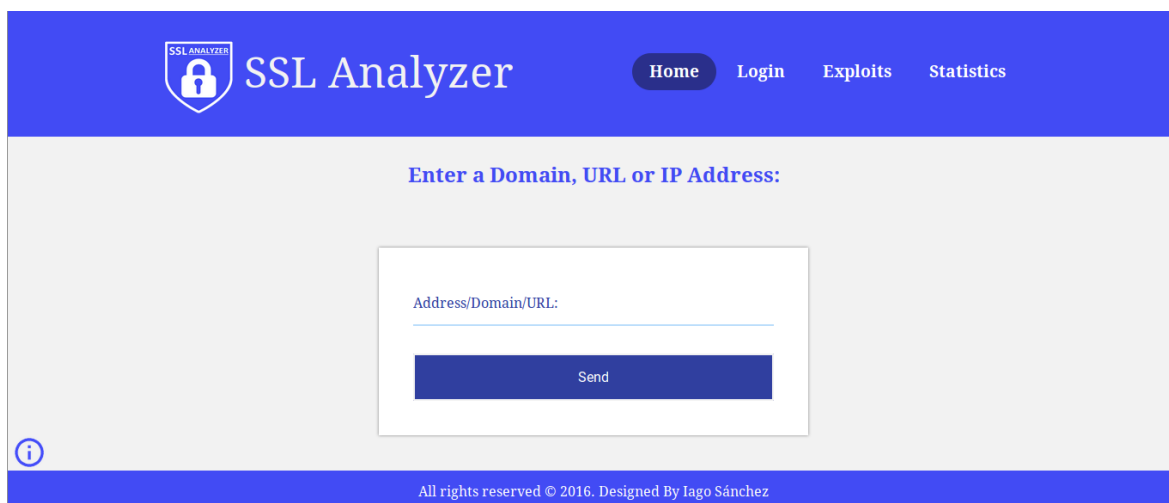 SSL ANALYZER
SSL Analyzer
Home Login Exploits Statistics
Enter a Domain, URL or IP Address:
Address/Domain/URL:
Send
All rights reserved © 2016. Designed By Iago Sánchez